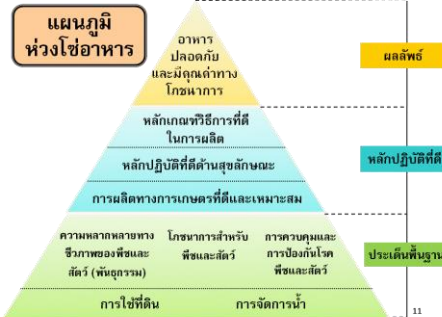 แผนภูมิ
ห่วงโซ่อาหาร
อาหาร
ปลอดภัย
และมีคุณค่าทาง
โภชนาการ
ผลลัพธ์
หลักเกณฑ์วิธีการที่ดี
ในการผลิต
หลักปฏิบัติที่ดีด้านสุขลักษณะ
การผลิตทางการเกษตรที่ดีและเหมาะสม
หลักปฏิบัติที่ดี
ความหลากหลายทาง
ชีวภาพของพืชและ
สัตว์ (พันธุกรรม)
โภชนาการสำหรับ
พืชและสัตว์
การควบคุมและ
การป้องกันโรค
พืชและสัตว์
ประเด็นพื้นฐาน
การใช้ที่ดิน
การจัดการน้ำ
11